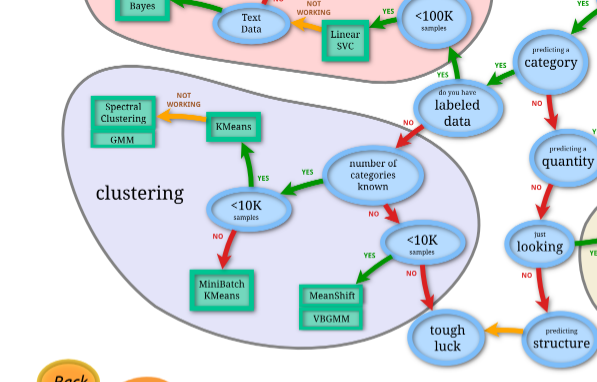 Bayes
Text
Data
NOT
WORKING
Linear
SVC
YES
<100K
samples
YES
predicting a
category
YES
YES
do you have
labeled
data
NO
NO
Spectral
Clustering
GMM
NOT
WORKING
KMeans
YES
YES
number of
categories
known
predicting a
quantity
clustering
<10K
samples
NO
NO
NO
<10K
samples
just
looking
MiniBatch
KMeans
YES
NO
NO
MeanShift
VBGMM
tough
luck
predicting
structure
Back